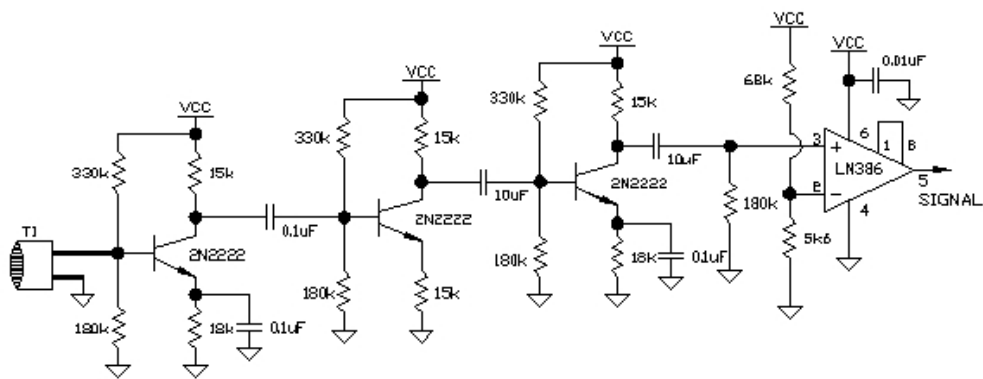 VCC
330k
15k
T1
2N2222
180k
18k
0.1uF
0.1uF
VCC
330k
15k
2N2222
180k
15k
10uF
VCC
330k
15k
2N2222
180k
18k
0.1uF
10uF
180k
VCC
68k
5k6
VCC
0.01uF
3
+
6
1
8
LN386
2
-
4
5
SIGNAL